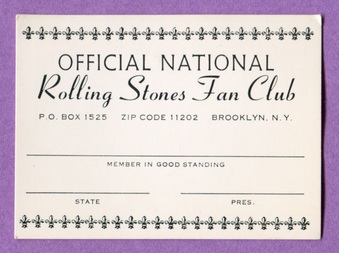 OFFICIAL NATIONAL
Rolling Stones Fan Club
P.O. BOX 1525 ZIP CODE 11202 BROOKLYN, N.Y.
MEMBER IN GOOD STANDING
STATE PRES.